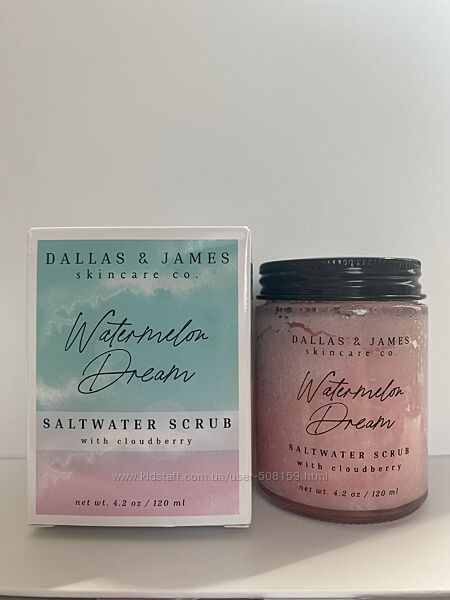 DALLAS & JAMES
skincare co.
Watermelon
Dream
SALTWATER SCRUB
with cloudberry
net wt. 4.2 oz / 120 ml
DALLAS & JAMES
skincare co.
Watermelon
Dream
SALTWATER SCRUB
with cloudberry
net wt. 4.2 oz / 120 ml
www.kidstaff.com.ua/user-508159.html